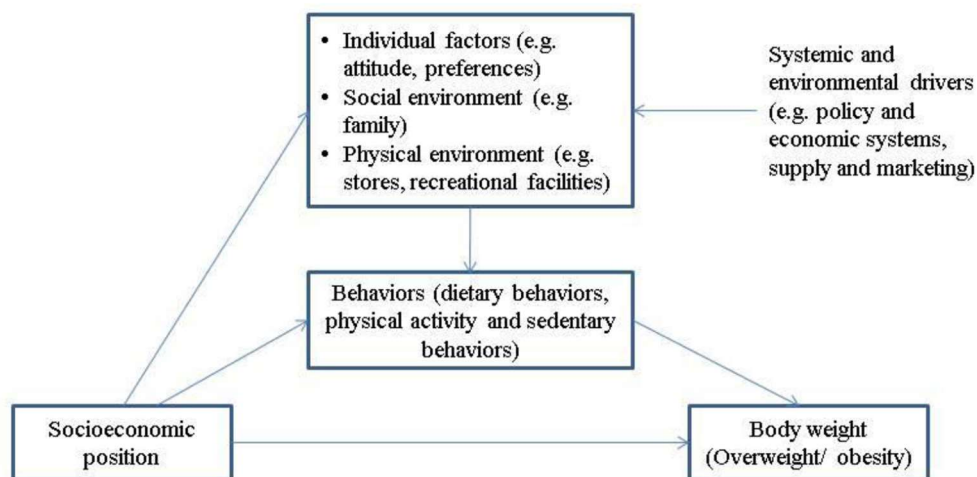 • Individual factors (e.g.
attitude, preferences)
• Social environment (e.g.
family)
• Physical environment (e.g.
stores, recreational facilities)
Systemic and
environmental drivers
(e.g. policy and
economic systems,
supply and marketing)
Behaviors (dietary behaviors,
physical activity and sedentary
behaviors)
Socioeconomic
position
Body weight
(Overweight/ obesity)